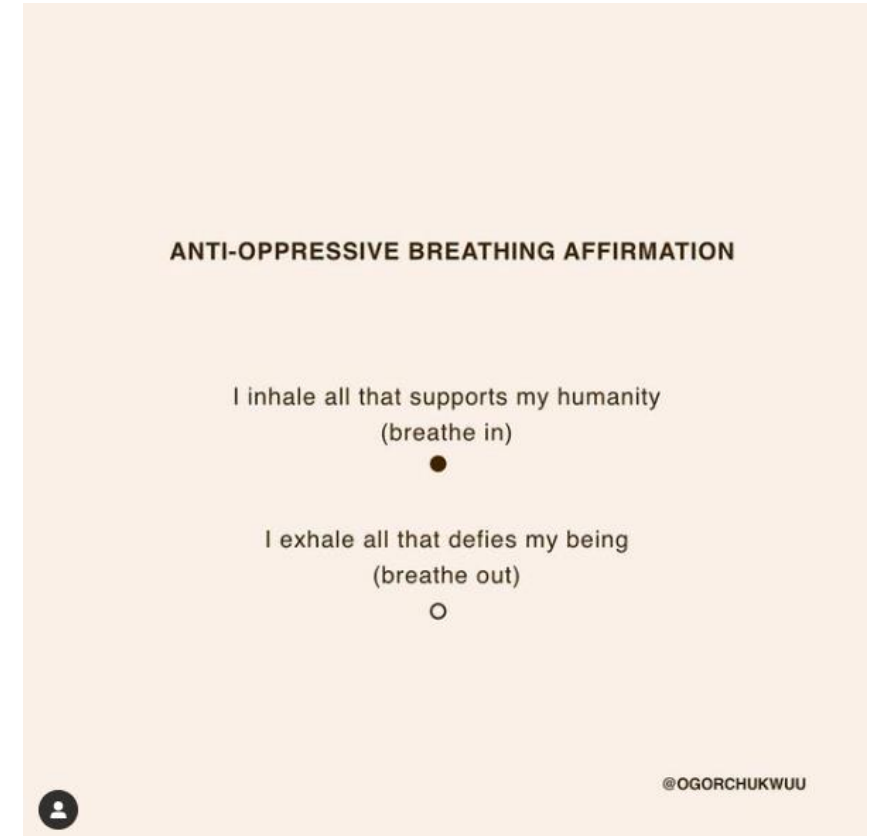 ANTI-OPPRESSIVE BREATHING AFFIRMATION
I inhale all that supports my humanity
(breathe in)
I exhale all that defies my being
(breathe out)
@OGORCHUKWUU